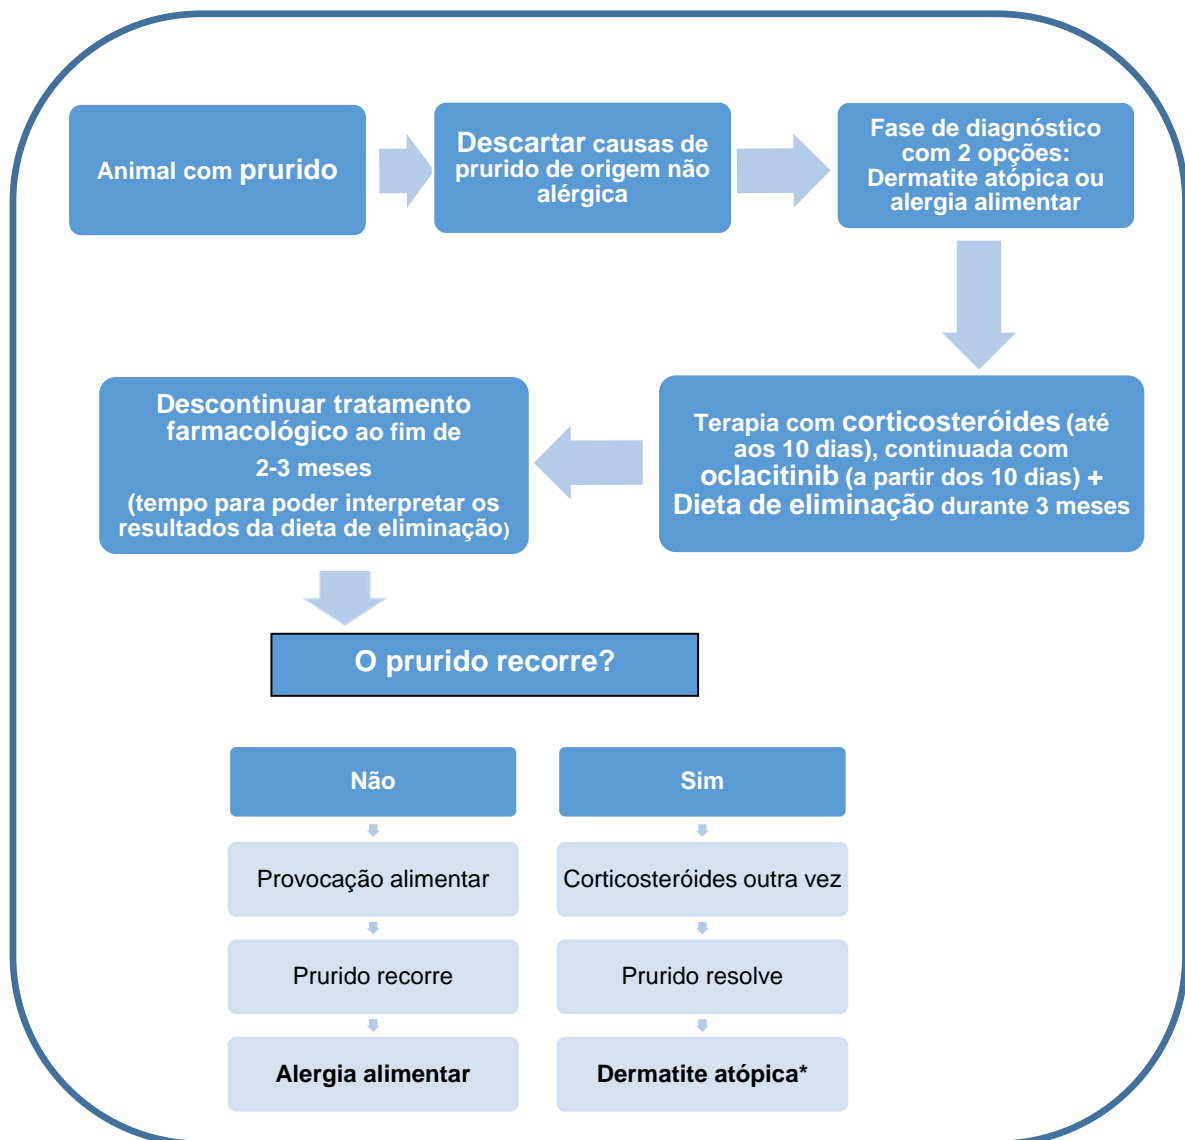 Animal com prurido
Descartar causas de
prurido de origem não
alérgica
Fase de diagnóstico
com 2 opções:
Dermatite atópica ou
alergia alimentar
Terapia com corticosteróides (até
aos 10 dias), continuada com
oclacitinib (a partir dos 10 dias) +
Dieta de eliminação durante 3 meses
Descontinuar tratamento
farmacológico ao fim de
2-3 meses
(tempo para poder interpretar os
resultados da dieta de eliminação)
O prurido recorre?
Não
Provocação alimentar
Prurido recorre
Alergia alimentar
Sim
Corticosteróides outra vez
Prurido resolve
Dermatite atópica*